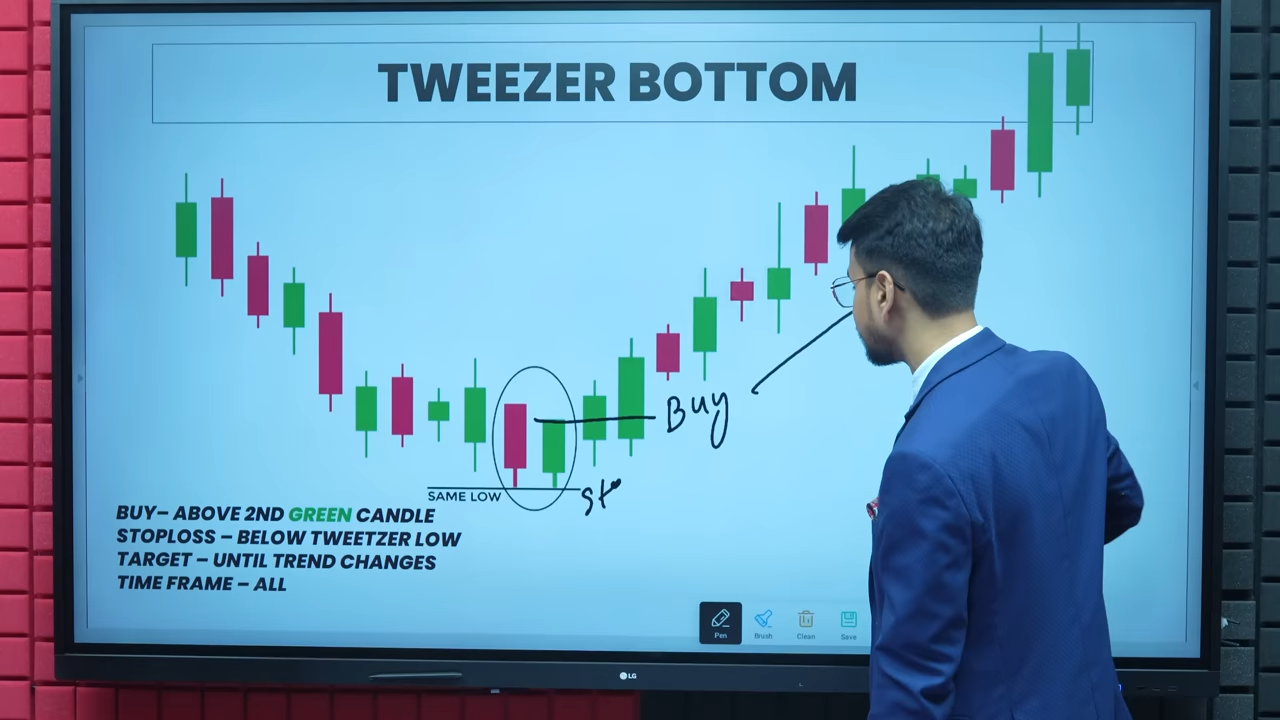 TWEEZER BOTTOM
Buy
SAME LOW
St
BUY– ABOVE 2ND GREEN CANDLE
STOPLOSS – BELOW TWEETZER LOW
TARGET – UNTIL TREND CHANGES
TIME FRAME – ALL
Pen Brush Clean Save
LG